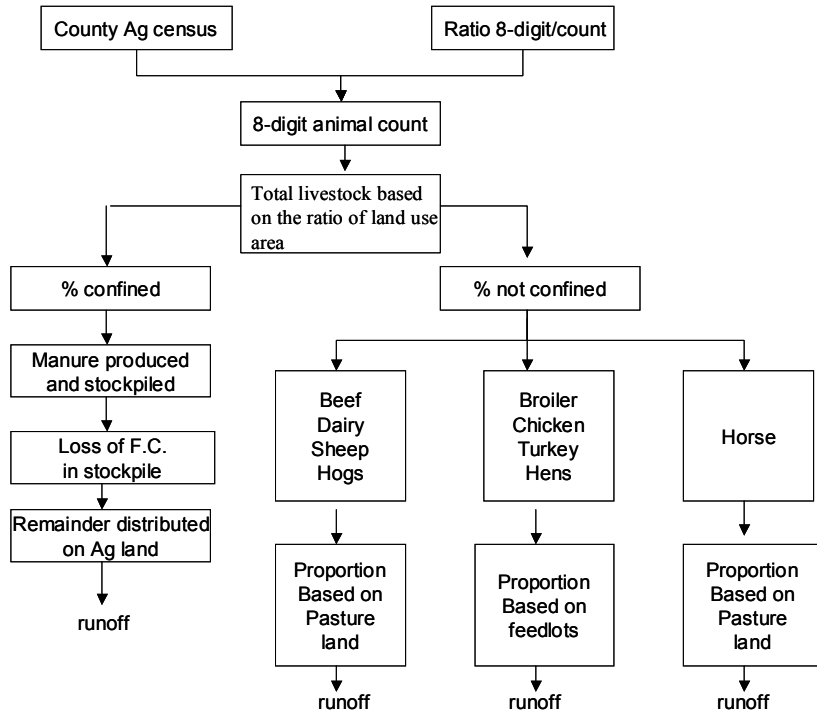 County Ag census
Ratio 8-digit/count
8-digit animal count
Total livestock based
on the ratio of land use
area
% confined
% not confined
Manure produced
and stockpiled
Loss of F.C.
in stockpile
Remainder distributed
on Ag land
runoff
Beef
Dairy
Sheep
Hogs
Broiler
Chicken
Turkey
Hens
Horse
Proportion
Based on
Pasture
land
Proportion
Based on
feedlots
Proportion
Based on
Pasture
land
runoff
runoff
runoff